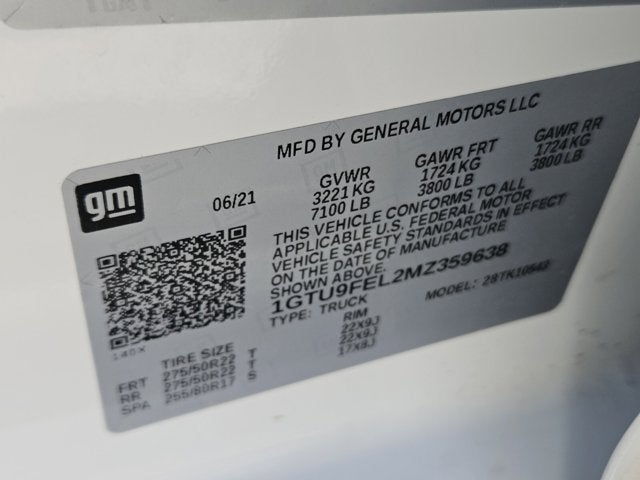 MFD BY GENERAL MOTORS LLC
gm
06/21
GVWR GAWR FRT GAWR RR
3221 KG 1724 KG 1724 KG
7100 LB 3800 LB 3800 LB
THIS VEHICLE CONFORMS TO ALL
APPLICABLE U.S. FEDERAL MOTOR
VEHICLE SAFETY STANDARDS IN EFFECT
ON THE DATE OF MANUFACTURE
1GTU9FEL2MZ359638
TYPE: TRUCK MODEL: 28TK10543
140X
TIRE SIZE RIM
FRT 275/50R22 T 22X9J
RR 275/50R22 T 22X9J
SPA 255/80R17 S 17X8J